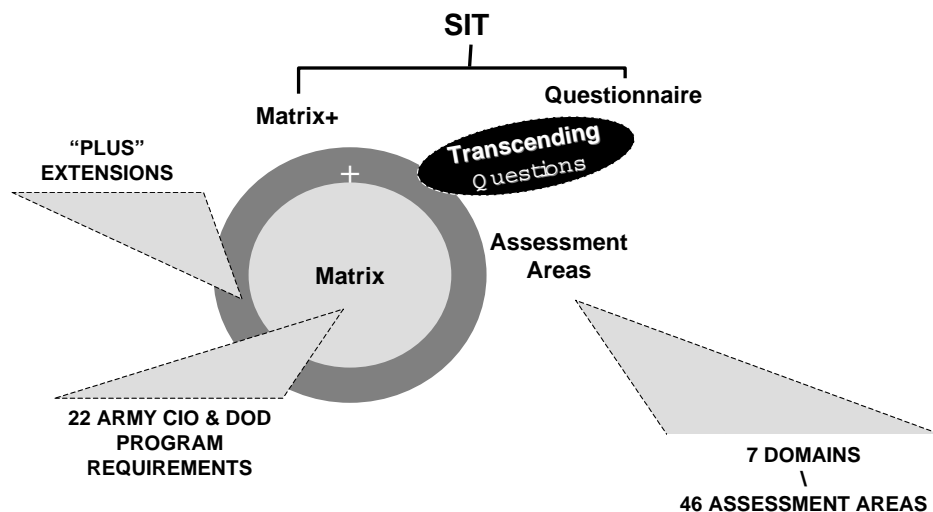 SIT
Matrix+
Questionnaire
Transcending
Questions
“PLUS”
EXTENSIONS
+
Matrix
Assessment
Areas
22 ARMY CIO & DOD
PROGRAM
REQUIREMENTS
7 DOMAINS
\
46 ASSESSMENT AREAS